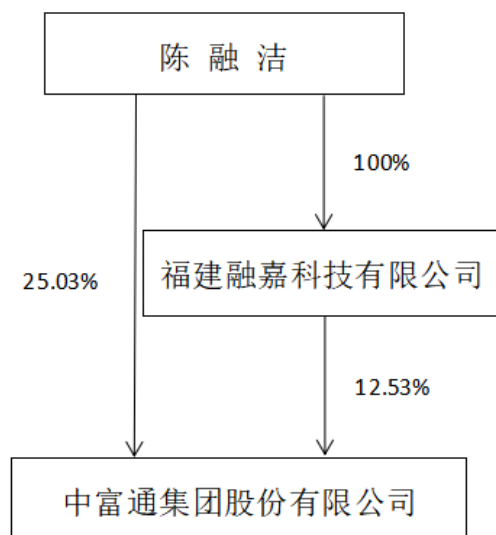 陈 融 洁
100%
福建融嘉科技有限公司
25.03%
12.53%
中富通集团股份有限公司